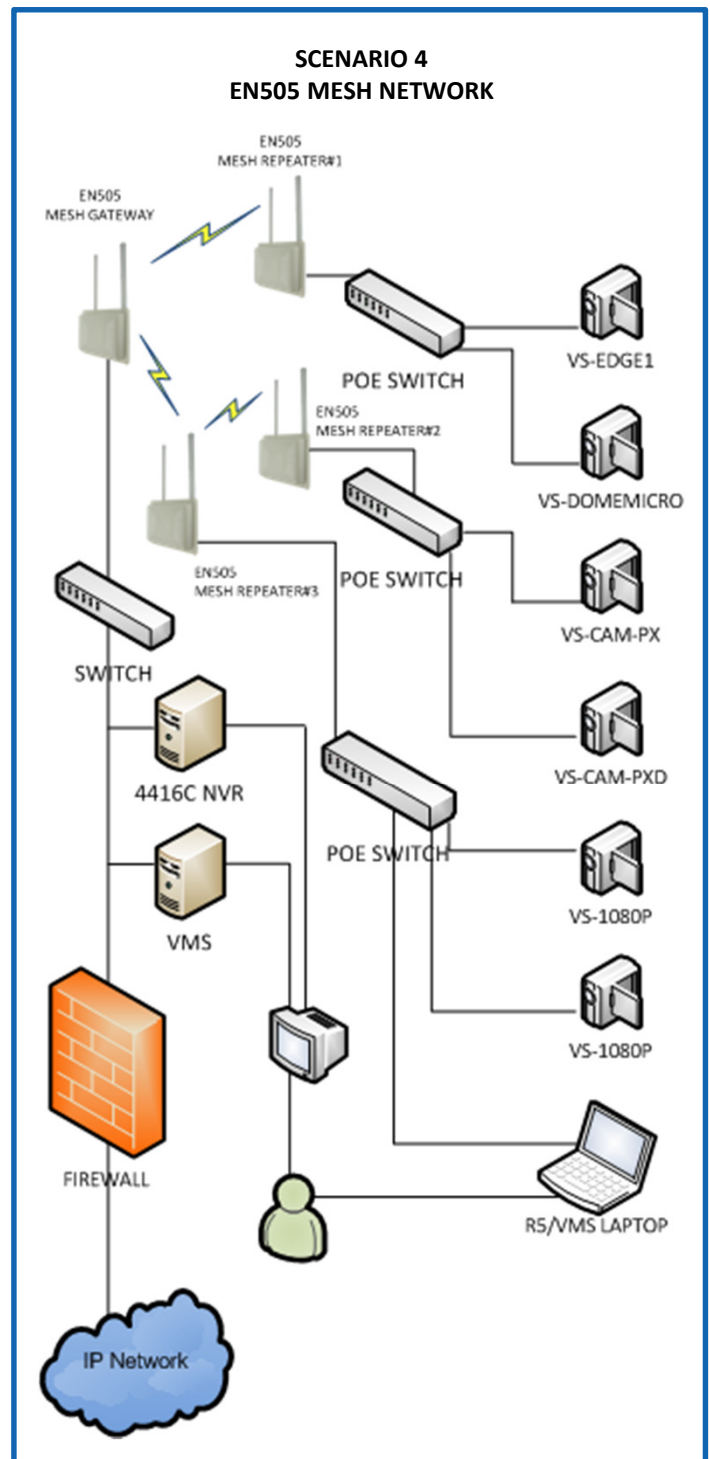 SCENARIO 4
EN505 MESH NETWORK
EN505
MESH REPEATER#1
EN505
MESH GATEWAY
VS-EDGE1
POE SWITCH
EN505
MESH REPEATER#2
VS-DOMEMICRO
EN505
MESH REPEATER#3
POE SWITCH
VS-CAM-PX
SWITCH
VS-CAM-PXD
4416C NVR
POE SWITCH
VS-1080P
VMS
VS-1080P
FIREWALL
R5/VMS LAPTOP
IP Network